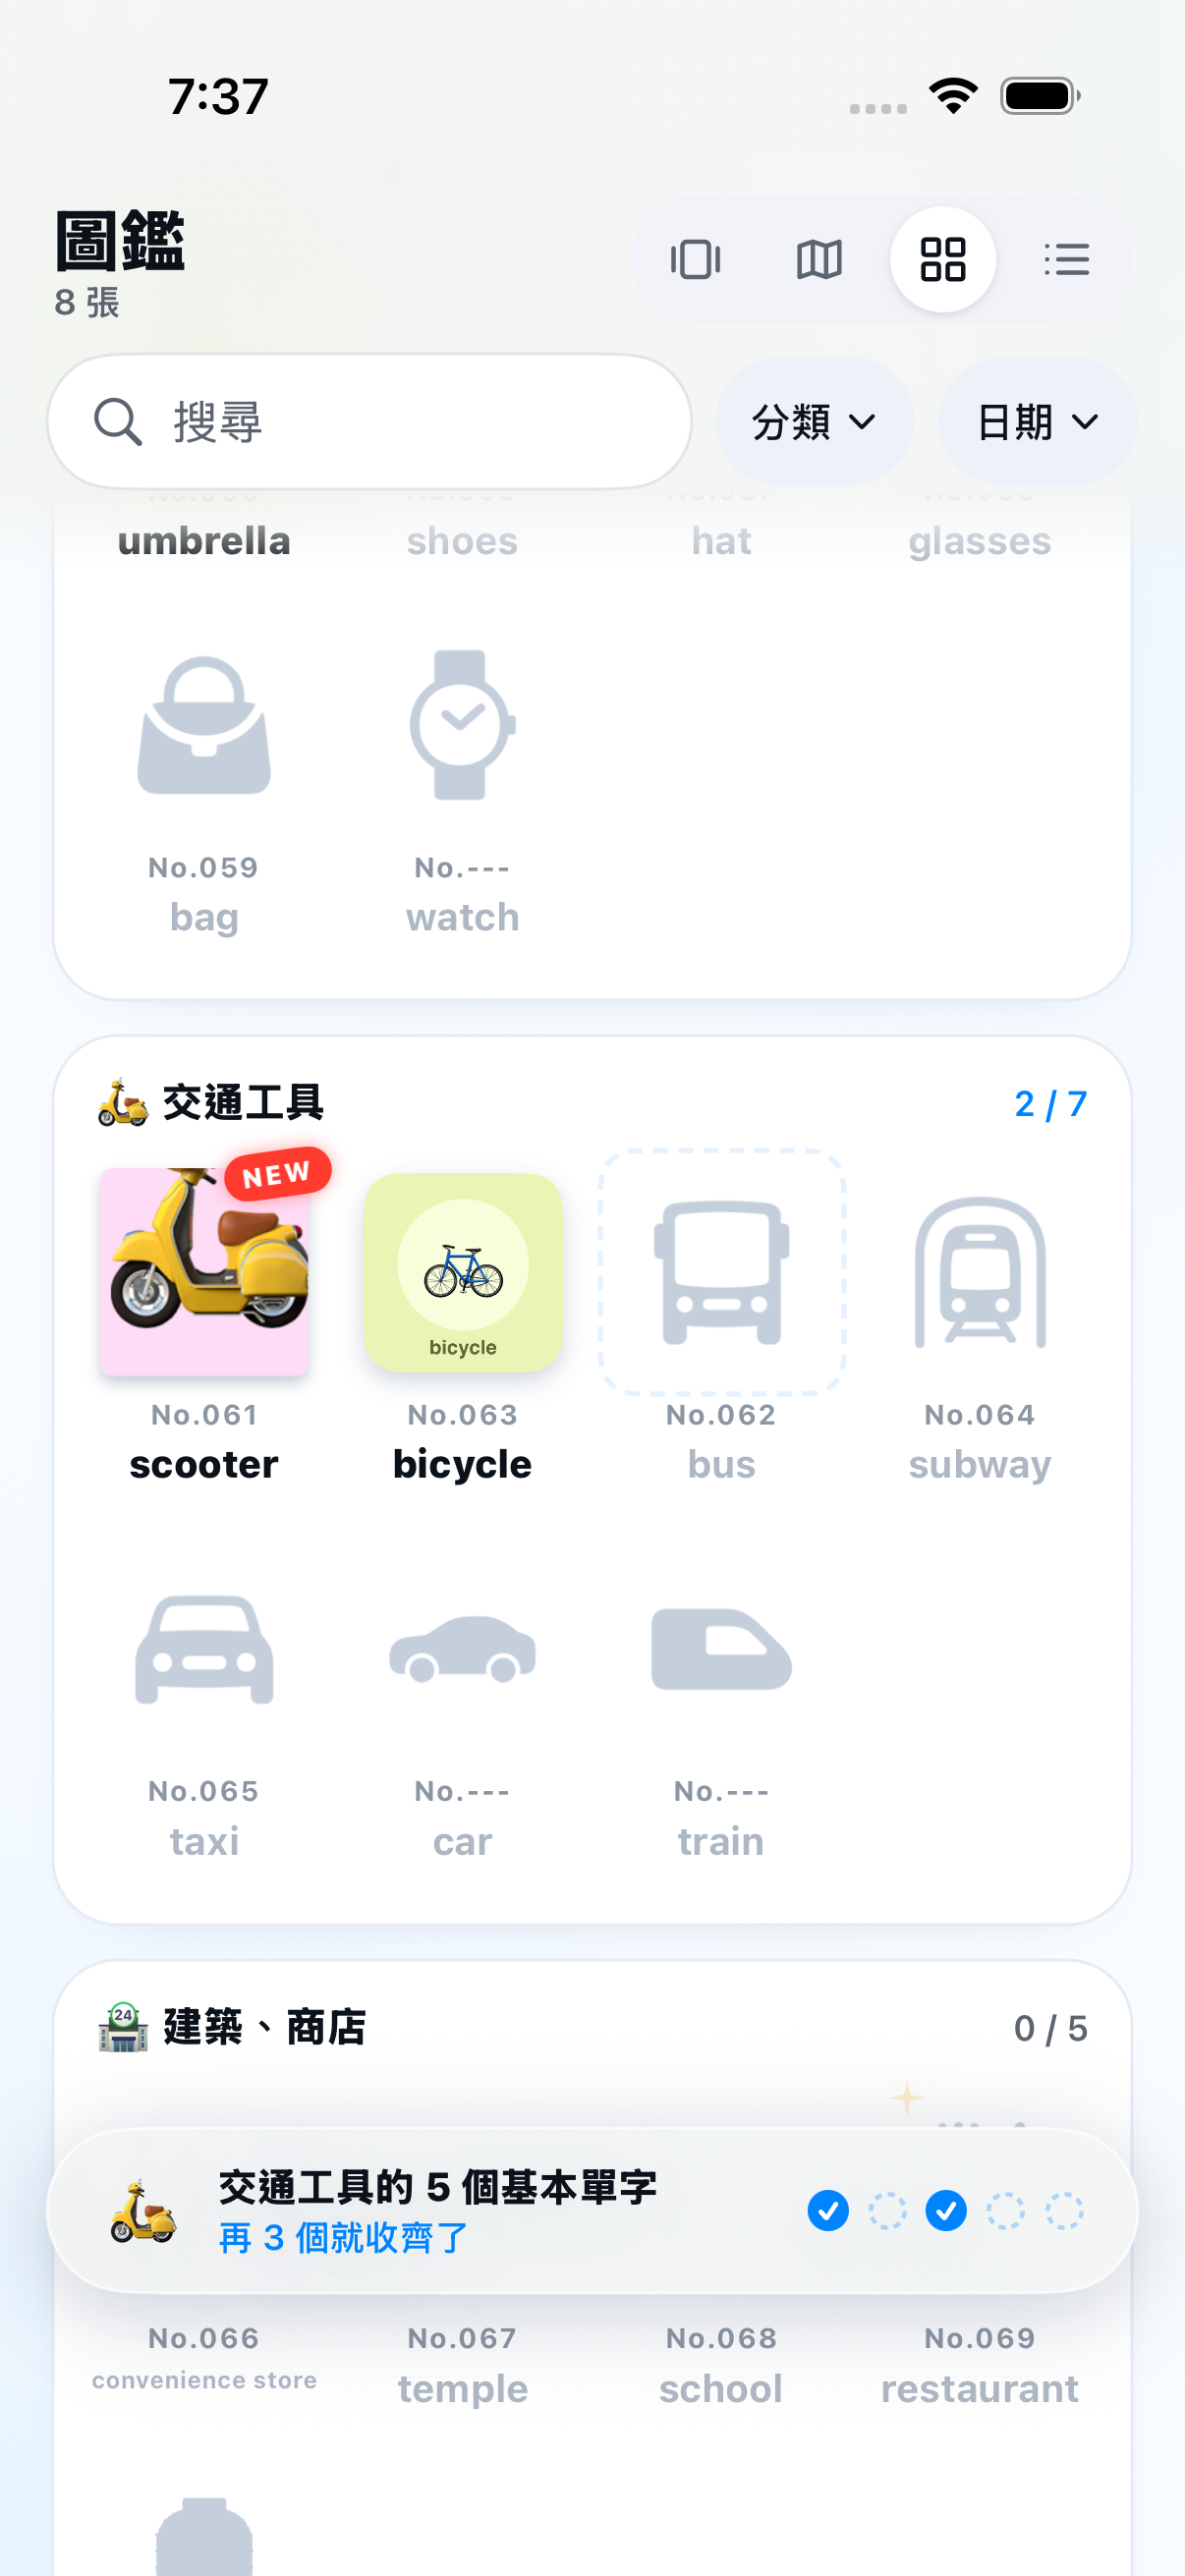 7:37
圖鑑
8 張
搜尋
分類
日期
umbrella
shoes
hat
glasses
No.059
No.---
bag
watch
交通工具
2 / 7
NEW
bicycle
No.061
No.063
No.062
No.064
scooter
bicycle
bus
subway
No.065
No.---
No.---
taxi
car
train
24
建築、商店
0 / 5
交通工具的 5 個基本單字
再 3 個就收齊了
No.066
No.067
No.068
No.069
convenience store
temple
school
restaurant